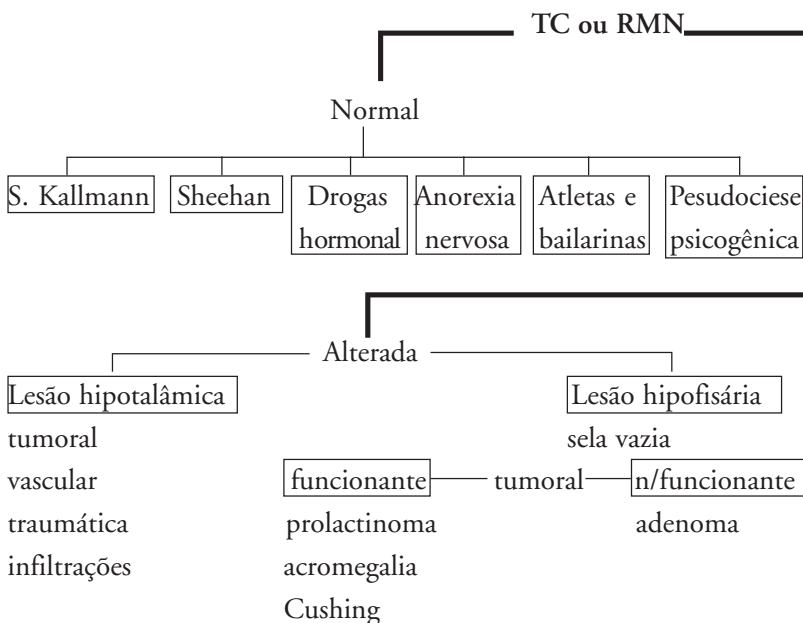 TC ou RMN
Normal
S. Kallmann Sheehan Drogas Anorexia Atletas e Pesudociese
hormonal nervosa bailarinas psicogênica
Alterada
Lesão hipotalâmica Lesão hipofisária
tumoral sela vazia
vascular funcionante tumoral n/funcionante
traumática prolactinoma adenoma
infiltrações acromegalia
Cushing